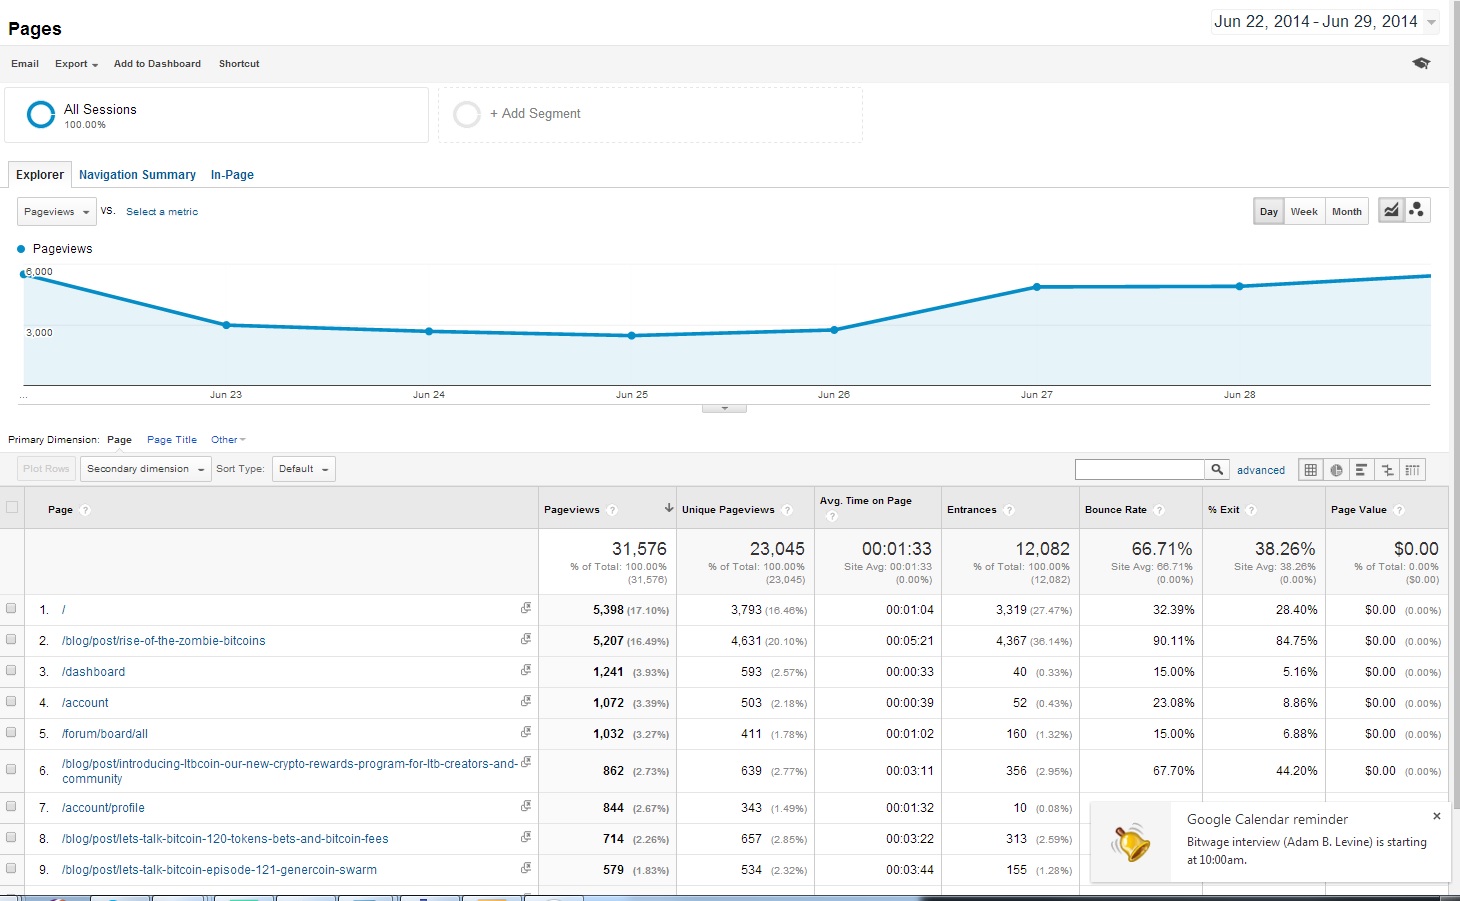 Pages
Jun 22, 2014 - Jun 29, 2014
Email Export Add to Dashboard Shortcut
All Sessions
100.00%
+ Add Segment
Explorer Navigation Summary In-Page
Pageviews VS. Select a metric
Day Week Month
Pageviews
6,000
3,000
... Jun 23 Jun 24 Jun 25 Jun 26 Jun 27 Jun 28
Primary Dimension: Page Page Title Other
Plot Rows Secondary dimension Sort Type: Default advanced
Page ? Pageviews ? Unique Pageviews ? Avg. Time on Page ? Entrances ? Bounce Rate ? % Exit ? Page Value ?
31,576 23,045 00:01:33 12,082 66.71% 38.26% $0.00
% of Total: 100.00% % of Total: 100.00% Site Avg: 00:01:33 % of Total: 100.00% Site Avg: 66.71% Site Avg: 38.26% % of Total: 0.00%
(31,576) (23,045) (0.00%) (12,082) (0.00%) (0.00%) ($0.00)
1. / 5,398 (17.10%) 3,793 (16.46%) 00:01:04 3,319 (27.47%) 32.39% 28.40% $0.00 (0.00%)
2. /blog/post/rise-of-the-zombie-bitcoins 5,207 (16.49%) 4,631 (20.10%) 00:05:21 4,367 (36.14%) 90.11% 84.75% $0.00 (0.00%)
3. /dashboard 1,241 (3.93%) 593 (2.57%) 00:00:33 40 (0.33%) 15.00% 5.16% $0.00 (0.00%)
4. /account 1,072 (3.39%) 503 (2.18%) 00:00:39 52 (0.43%) 23.08% 8.86% $0.00 (0.00%)
5. /forum/board/all 1,032 (3.27%) 411 (1.78%) 00:01:02 160 (1.32%) 15.00% 6.88% $0.00 (0.00%)
6. /blog/post/introducing-ltbcoin-our-new-crypto-rewards-program-for-ltb-creators-and-
community 862 (2.73%) 639 (2.77%) 00:03:11 356 (2.95%) 67.70% 44.20% $0.00 (0.00%)
7. /account/profile 844 (2.67%) 343 (1.49%) 00:01:32 10 (0.08%)
8. /blog/post/lets-talk-bitcoin-120-tokens-bets-and-bitcoin-fees 714 (2.26%) 657 (2.85%) 00:03:22 313 (2.59%)
9. /blog/post/lets-talk-bitcoin-episode-121-genercoin-swarm 579 (1.83%) 534 (2.32%) 00:03:44 155 (1.28%)
Google Calendar reminder
Bitwage interview (Adam B. Levine) is starting
at 10:00am.